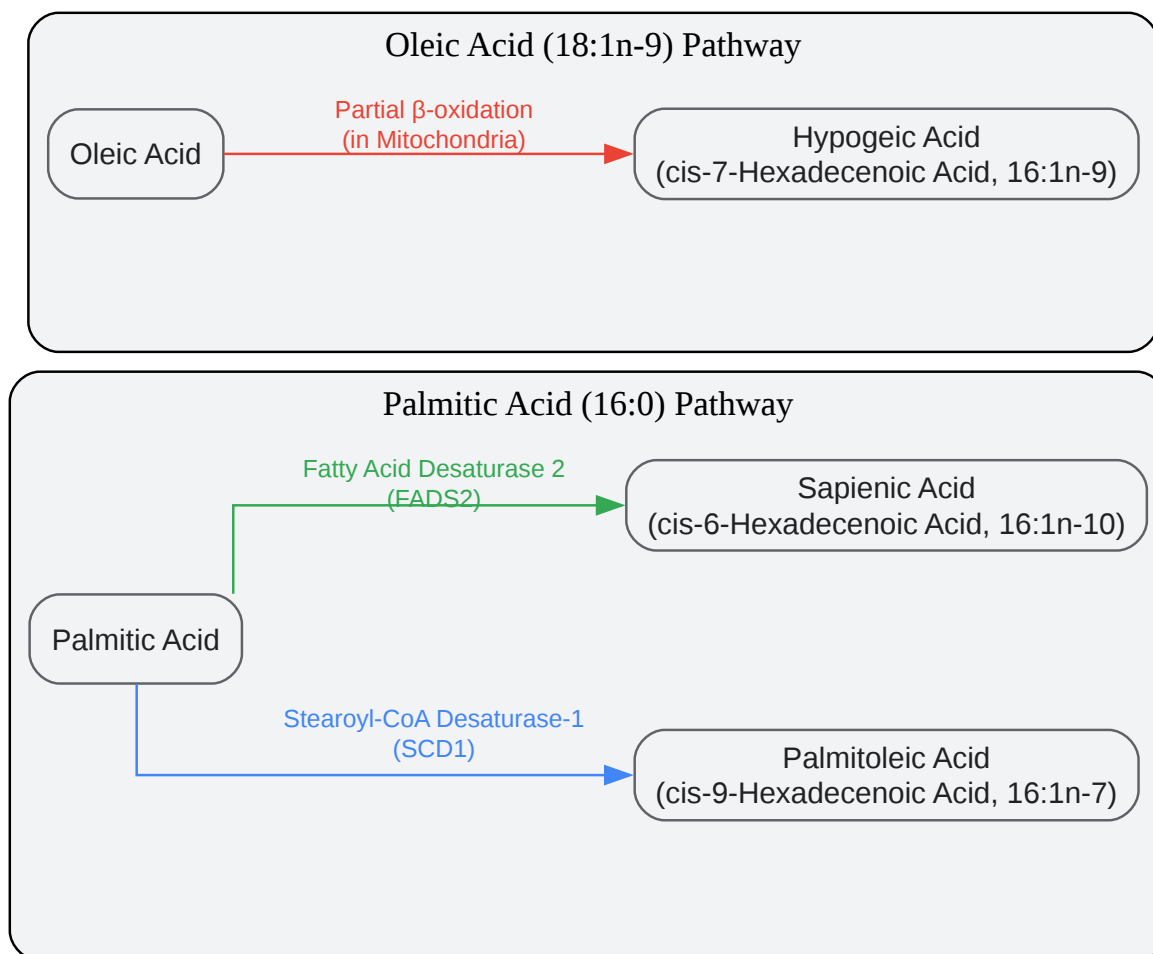 Oleic Acid (18:1n-9) Pathway
Partial β-oxidation
(in Mitochondria)
Oleic Acid
Hypogeic Acid
(cis-7-Hexadecenoic Acid, 16:1n-9)
Palmitic Acid (16:0) Pathway
Fatty Acid Desaturase 2
(FADS2)
Sapienic Acid
(cis-6-Hexadecenoic Acid, 16:1n-10)
Palmitic Acid
Stearoyl-CoA Desaturase-1
(SCD1)
Palmitoleic Acid
(cis-9-Hexadecenoic Acid, 16:1n-7)